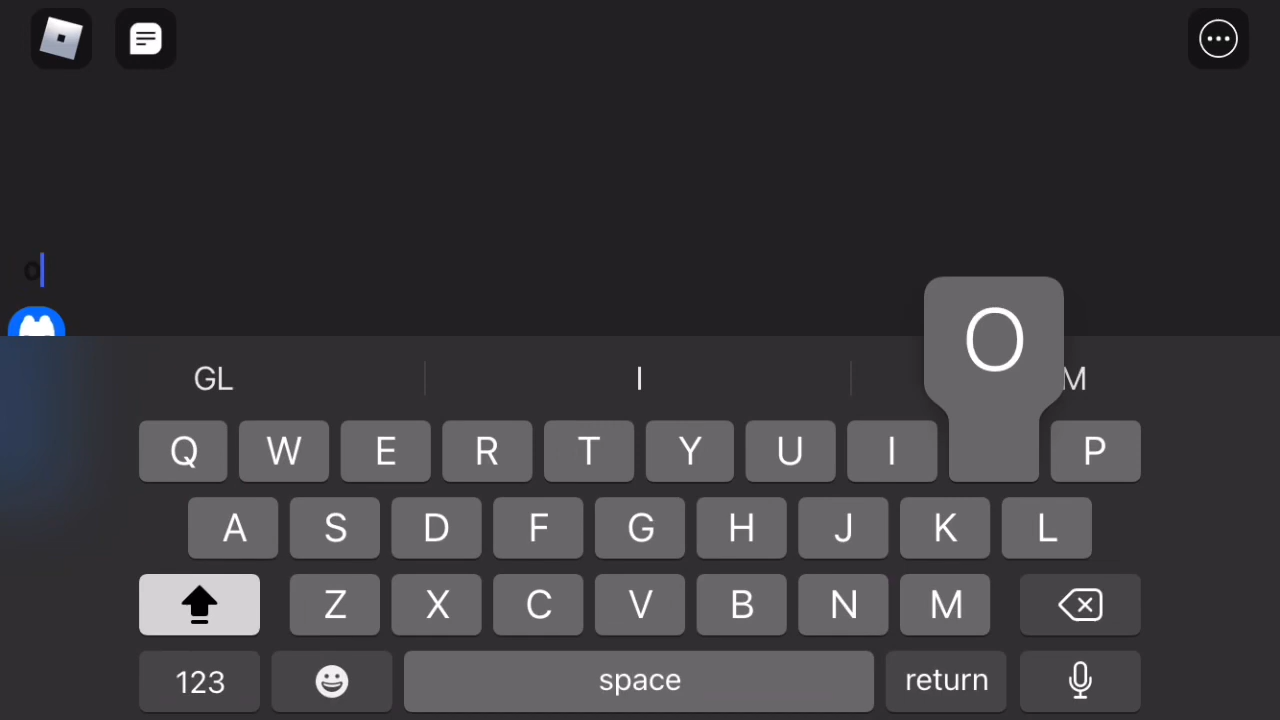 o
O
GL I M
Q W E R T Y U I P
A S D F G H J K L
Z X C V B N M
123 space return